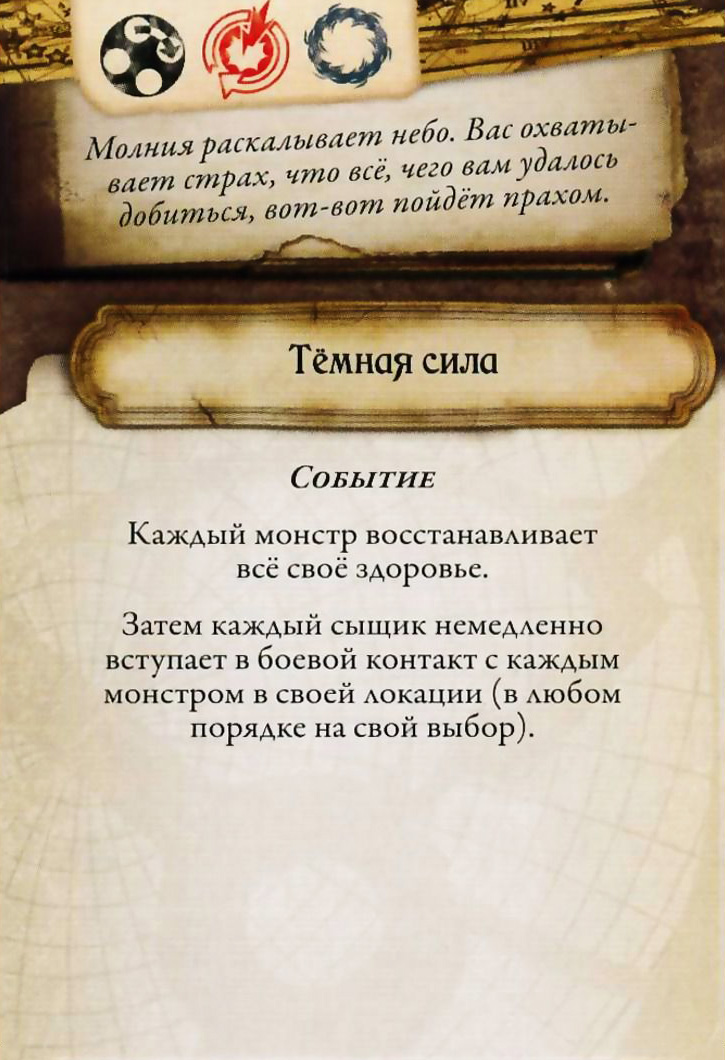 Молния раскалывает небо. Вас охваты-
вает страх, что всё, чего вам удалось
добиться, вот-вот пойдёт прахом.
Тёмная сила
Событие
Каждый монстр восстанавливает
всё своё здоровье.
Затем каждый сыщик немедленно
вступает в боевой контакт с каждым
монстром в своей локации (в любом
порядке на свой выбор).